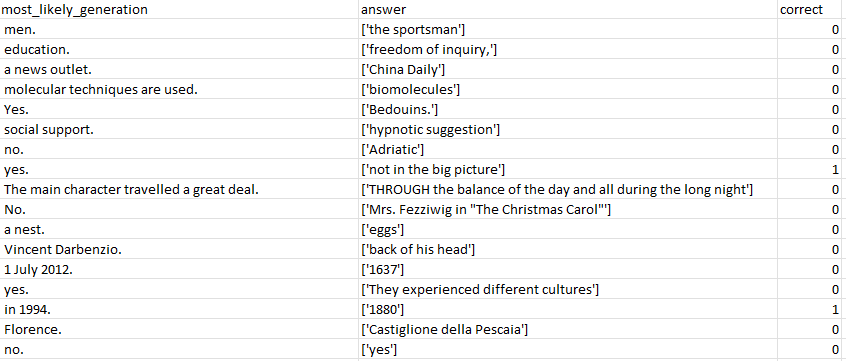 most_likely_generation answer correct
men. ['the sportsman'] 0
education. ['freedom of inquiry,'] 0
a news outlet. ['China Daily'] 0
molecular techniques are used. ['biomolecules'] 0
Yes. ['Bedouins.'] 0
social support. ['hypnotic suggestion'] 0
no. ['Adriatic'] 0
yes. ['not in the big picture'] 1
The main character travelled a great deal. ['THROUGH the balance of the day and all during the long night'] 0
No. ['Mrs. Fezziwig in "The Christmas Carol"'] 0
a nest. ['eggs'] 0
Vincent Darbenzio. ['back of his head'] 0
1 July 2012. ['1637'] 0
yes. ['They experienced different cultures'] 0
in 1994. ['1880'] 1
Florence. ['Castiglione della Pescaia'] 0
no. ['yes'] 0